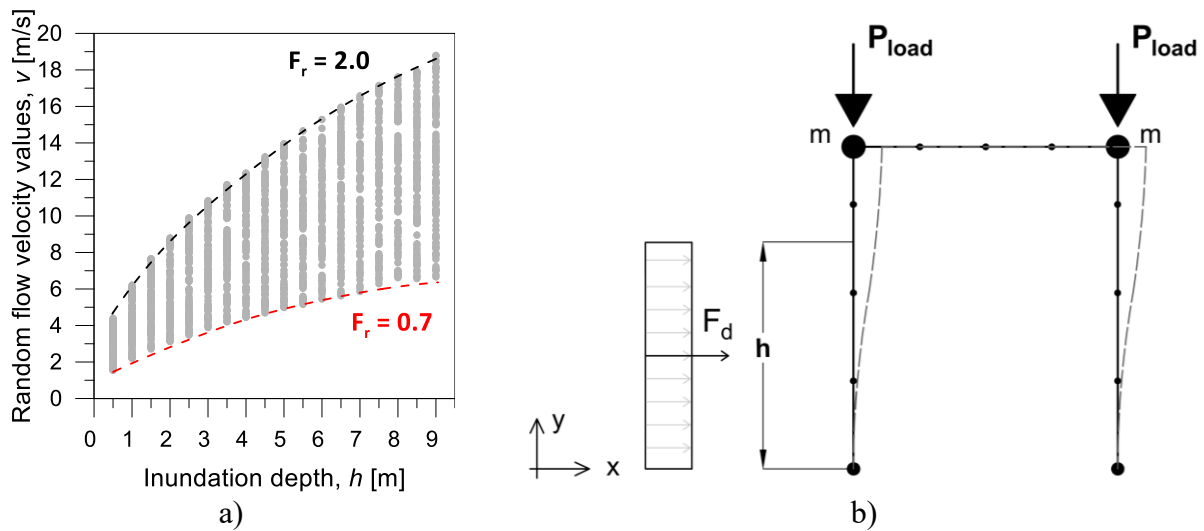 Random flow velocity values, v [m/s]
20
18
16
14
12
10
8
6
4
2
0
Fr = 2.0
Fr = 0.7
0 1 2 3 4 5 6 7 8 9
Inundation depth, h [m]
a)
Pload Pload
m m
Fd
h
y
x
b)